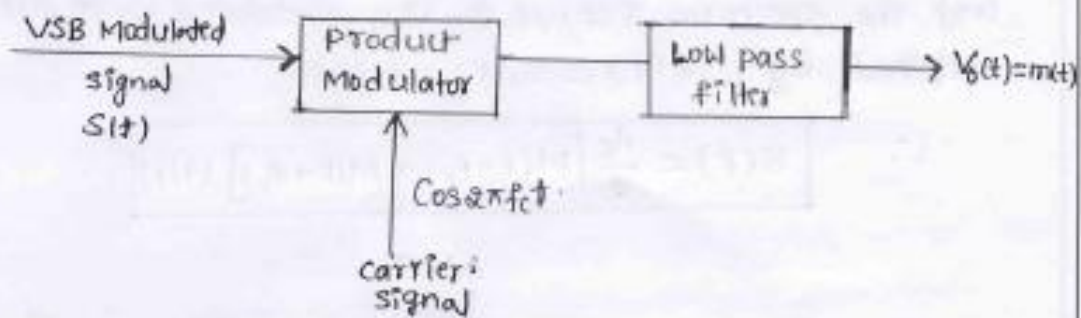 VSB Modulated
signal
S(t)
Product
Modulator
Low pass
filter
V₀(t)=m(t)
Cos2πfct.
carrier:
signal